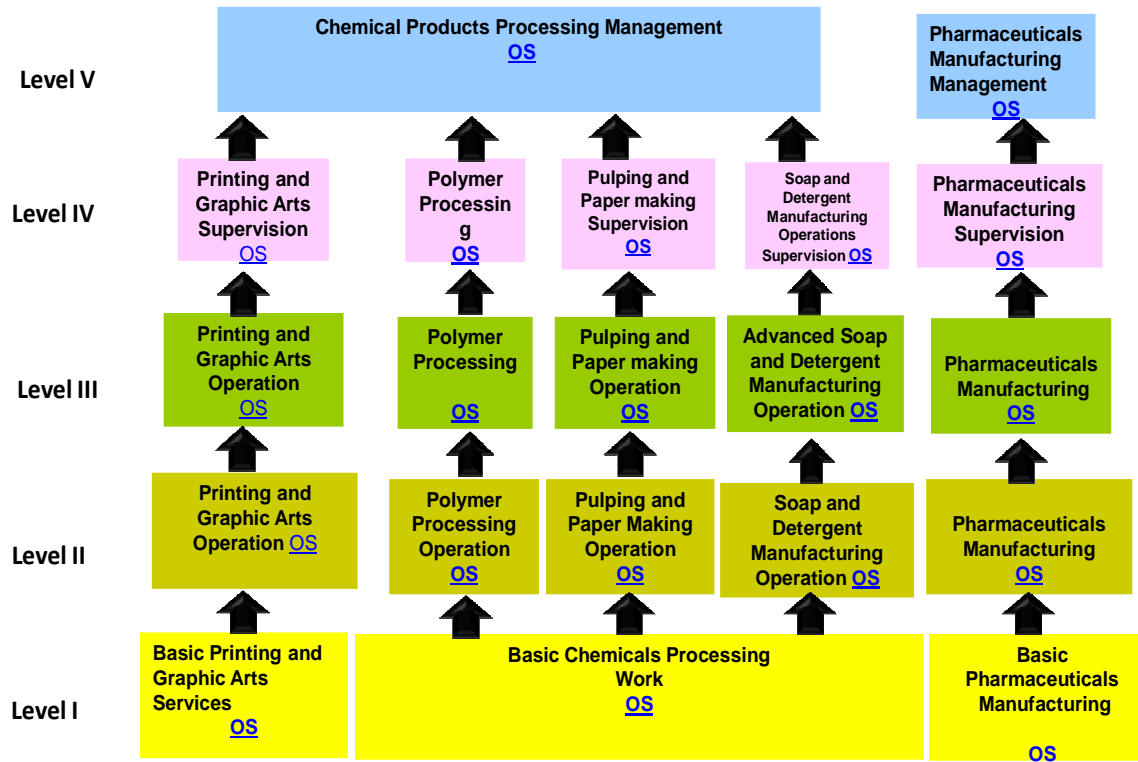 Level V
Chemical Products Processing Management
OS
Pharmaceuticals
Manufacturing
Management
OS
Level IV
Printing and
Graphic Arts
Supervision
OS
Polymer
Processin
g
OS
Pulping and
Paper making
Supervision
OS
Soap and
Detergent
Manufacturing
Operations
Supervision OS
Pharmaceuticals
Manufacturing
Supervision
OS
Level III
Printing and
Graphic Arts
Operation
OS
Polymer
Processing
OS
Pulping and
Paper making
Operation
OS
Advanced Soap
and Detergent
Manufacturing
Operation OS
Pharmaceuticals
Manufacturing
OS
Level II
Printing and
Graphic Arts
Operation OS
Polymer
Processing
Operation
OS
Pulping and
Paper Making
Operation
OS
Soap and
Detergent
Manufacturing
Operation OS
Pharmaceuticals
Manufacturing
OS
Level I
Basic Printing and
Graphic Arts
Services
OS
Basic Chemicals Processing
Work
OS
Basic
Pharmaceuticals
Manufacturing
OS